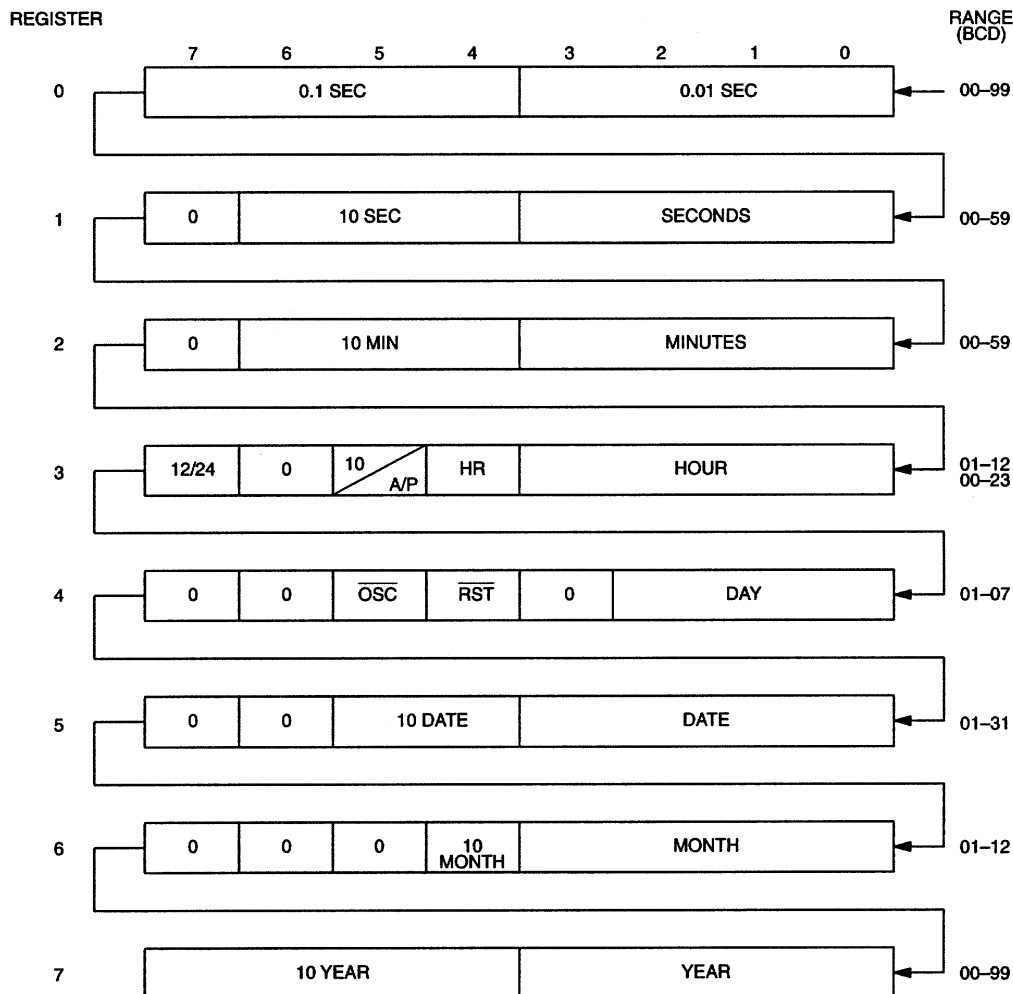 REGISTER
RANGE
(BCD)
7 6 5 4 3 2 1 0
0 0.1 SEC 0.01 SEC 00–99
1 0 10 SEC SECONDS 00–59
2 0 10 MIN MINUTES 00–59
3 12/24 0 10 A/P HR HOUR 01–12
00–23
4 0 0 OSC RST 0 DAY 01–07
5 0 0 10 DATE DATE 01–31
6 0 0 0 10 MONTH MONTH 01–12
7 10 YEAR YEAR 00–99